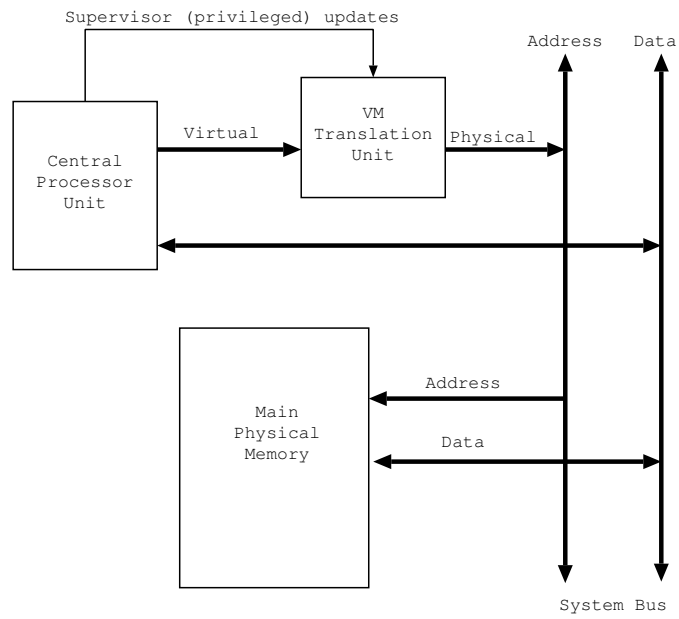 Supervisor (privileged) updates
Address
Data
Virtual
VM
Translation
Unit
Physical
Central
Processor
Unit
Address
Main
Physical
Memory
Data
System Bus